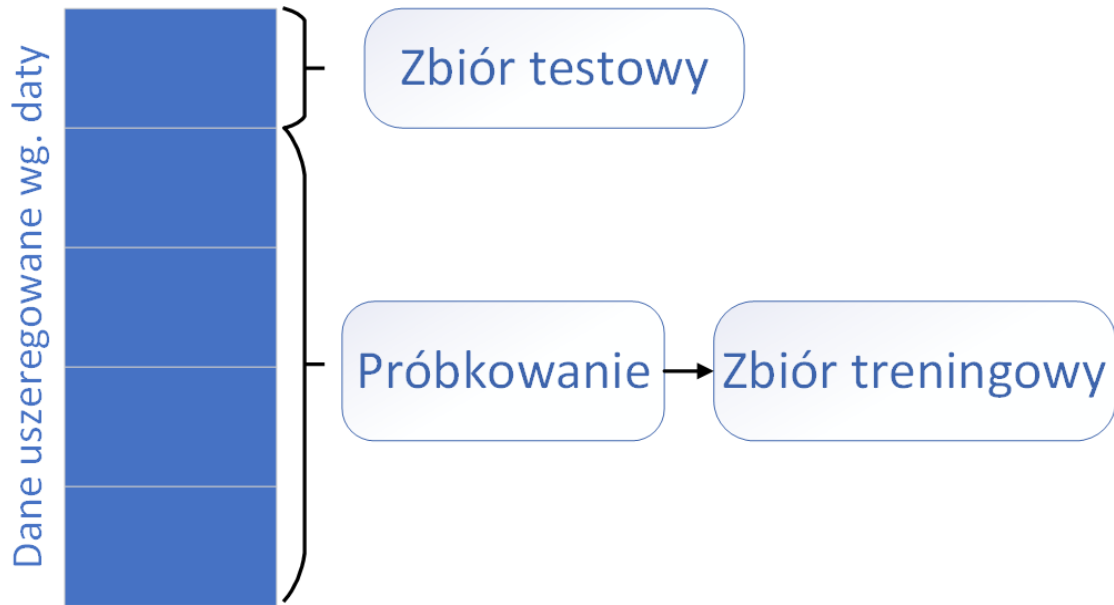 Dane uszeregowane wg. daty
Zbiór testowy
Próbkowanie
Zbiór treningowy